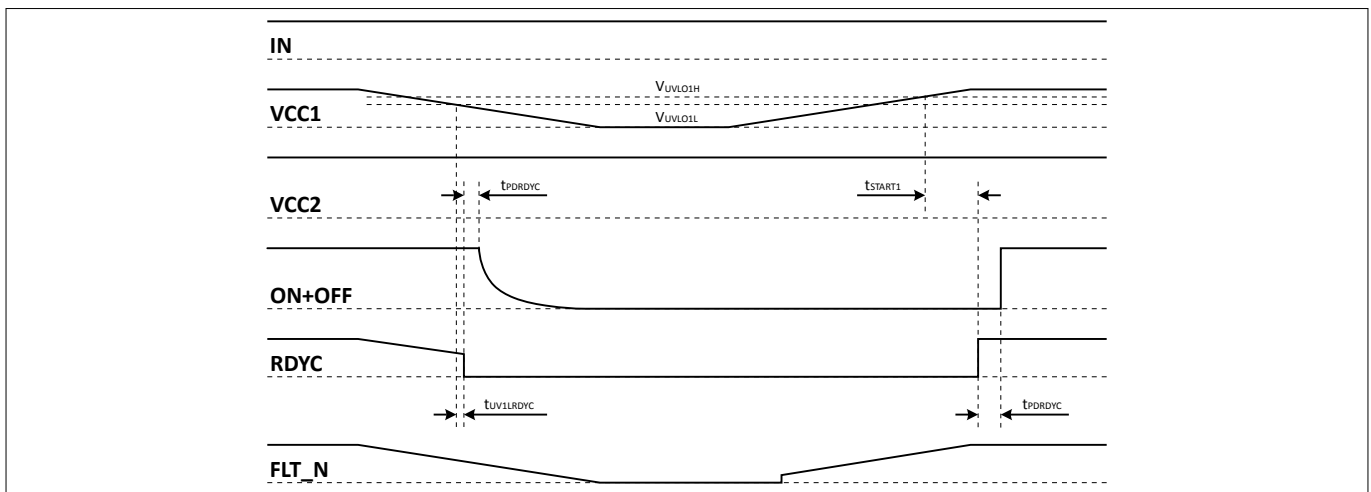 IN
VUVLO1H
VCC1
VUVLO1L
tPDRDYC
tSTART1
VCC2
ON+OFF
RDYC
tUV1LRDYC
tPDRDYC
FLT_N